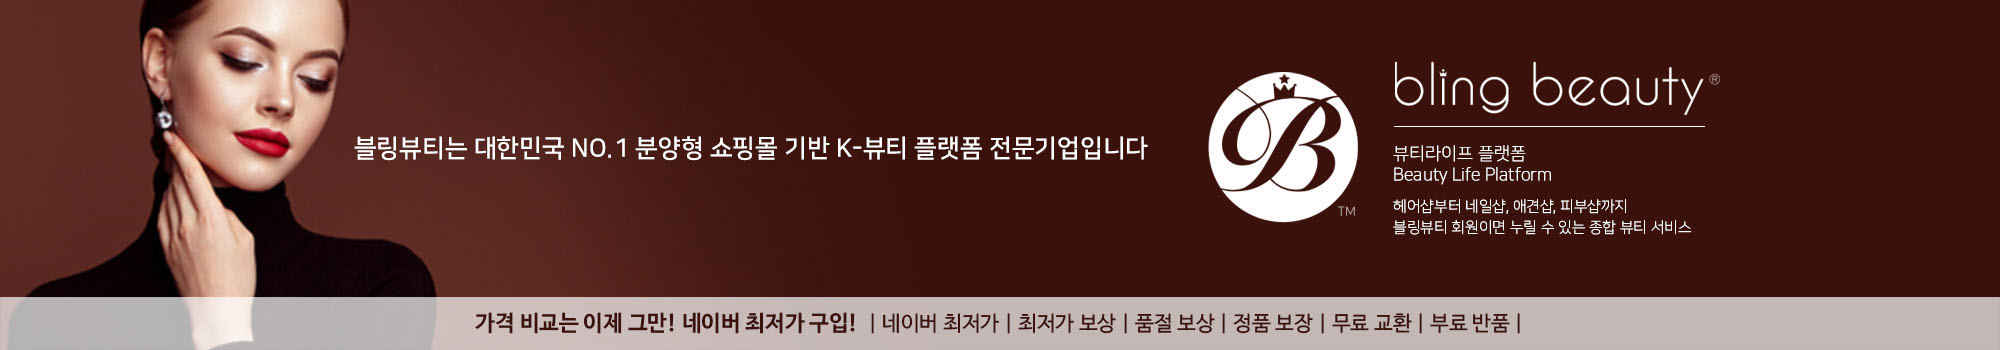 블링뷰티는 대한민국 NO.1 분양형 쇼핑몰 기반 K-뷰티 플랫폼 전문기업입니다
B
TM
bling beauty®
뷰티라이프 플랫폼
Beauty Life Platform
헤어샵부터 네일샵, 애견샵, 피부샵까지
블링뷰티 회원이면 누릴 수 있는 종합 뷰티 서비스
가격 비교는 이제 그만! 네이버 최저가 구입! | 네이버 최저가 | 최저가 보상 | 품절 보상 | 정품 보장 | 무료 교환 | 부료 반품 |